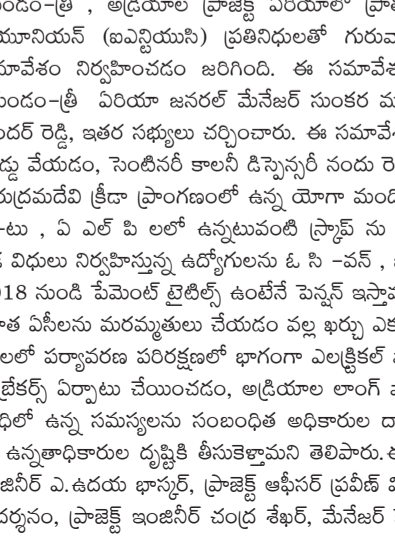 ండం-త్రీ , అడ్రియాల ప్రాజెక్ట్ ఏరియాలో ప్రాత
యూనియన్ (ఐఎన్టియుసి) ప్రతినిధులతో గురువా
మావేశం నిర్వహించడం జరిగింది. ఈ సమావేశ
ండం-త్రీ ఏరియా జనరల్ మేనేజర్ సుంకర మ
ందర్ రెడ్డి, ఇతర సభ్యులు చర్చించారు. ఈ సమావే
డ్డు వేయడం, సెంటినరీ కాలనీ డిస్పెన్సరీ నందు రె
రుద్రమదేవి క్రీడా ప్రాంగణంలో ఉన్న యోగా మంది
-టు , ఏ ఎల్ పి లలో ఉన్నటువంటి స్క్రాప్ ను
విధులు నిర్వహిస్తున్న ఉద్యోగులను ఓ సి -వన్ ,
18 నుండి పేమెంట్ టైటిల్స్ ఉంటేనే పెన్షన్ ఇస్తా
ాత ఏసీలను మరమ్మతులు చేయడం వల్ల ఖర్చు ఎక
లలో పర్యావరణ పరిరక్షణలో భాగంగా ఎలక్ట్రికల్
బ్రేకర్స్ ఏర్పాటు చేయించడం, అడ్రియాల లాంగ్
ధిలో ఉన్న సమస్యలను సంబంధిత అధికారుల ద
ఉన్నతాధికారుల దృష్టికి తీసుకెళ్తామని తెలిపారు.ఈ
జినీర్ ఎ.ఉదయ భాస్కర్, ప్రాజెక్ట్ ఆఫీసర్ ప్రవీణ్ వి
దర్శనం, ప్రాజెక్ట్ ఇంజినీర్ చంద్ర శేఖర్, మేనేజర్